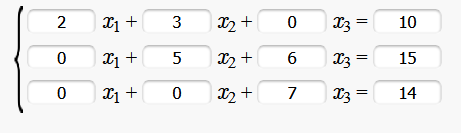 2 x₁ + 3 x₂ + 0 x₃ = 10
0 x₁ + 5 x₂ + 6 x₃ = 15
0 x₁ + 0 x₂ + 7 x₃ = 14